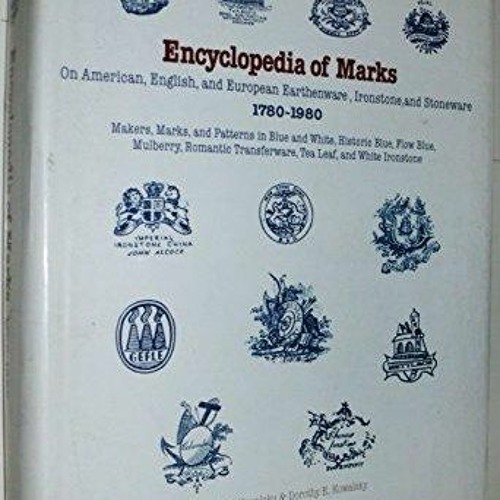 Encyclopedia of Marks
On American, English, and European Earthenware, Ironstone, and Stoneware
1780-1980
Makers, Marks, and Patterns in Blue and White, Historic Blue, Flow Blue,
Mulberry, Romantic Transferware, Tea Leaf, and White Ironstone
IMPERIAL
IRONSTONE CHINA
JOHN ALCOCK
GEFLE
Columbia
& Dorothy E. Kowalsky